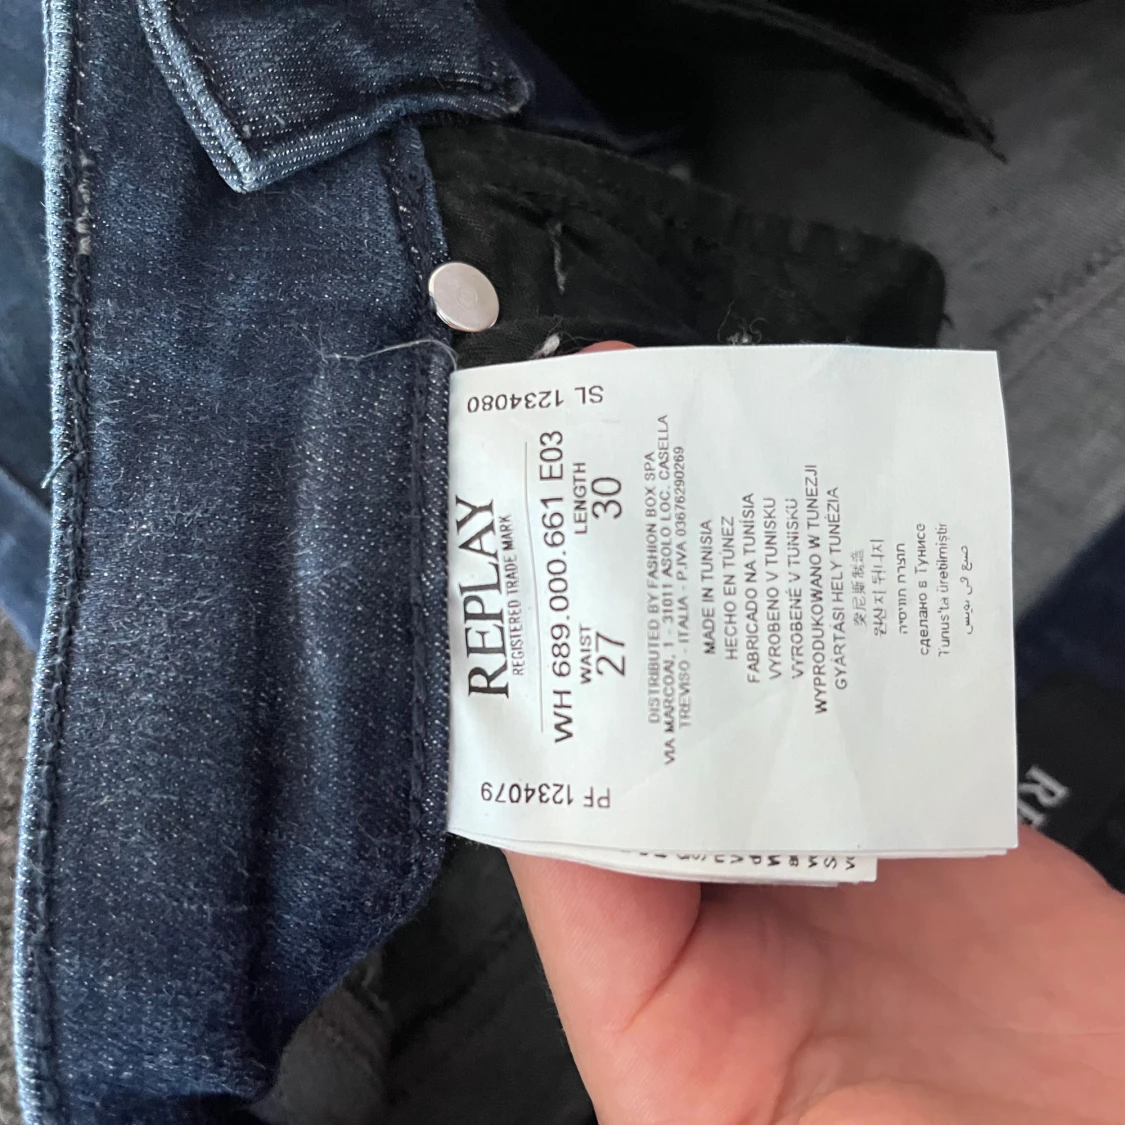 PF 1234079
SL 1234080
REPLAY
REGISTERED TRADE MARK
WH 689.000.661 E03
WAIST LENGTH
27 30
DISTRIBUTED BY FASHION BOX SPA
VIA MARCOAI, 1 - 31011 ASOLO LOC. CASELLA
TREVISO - ITALIA - P.IVA 03676290269
MADE IN TUNISIA
HECHO EN TÚNEZ
FABRICADO NA TUNÍSIA
VYROBENO V TUNISKU
VYROBENÉ V TUNISKÚ
WYPRODUKOWANO W TUNEZJI
GYÁRTÁSI HELY TUNÉZIA
突尼斯制造
원산지 튀니지
תוצרת תוניסיה
сделано в Тунисе
Tunus'ta üretilmiştir
صنع في تونس